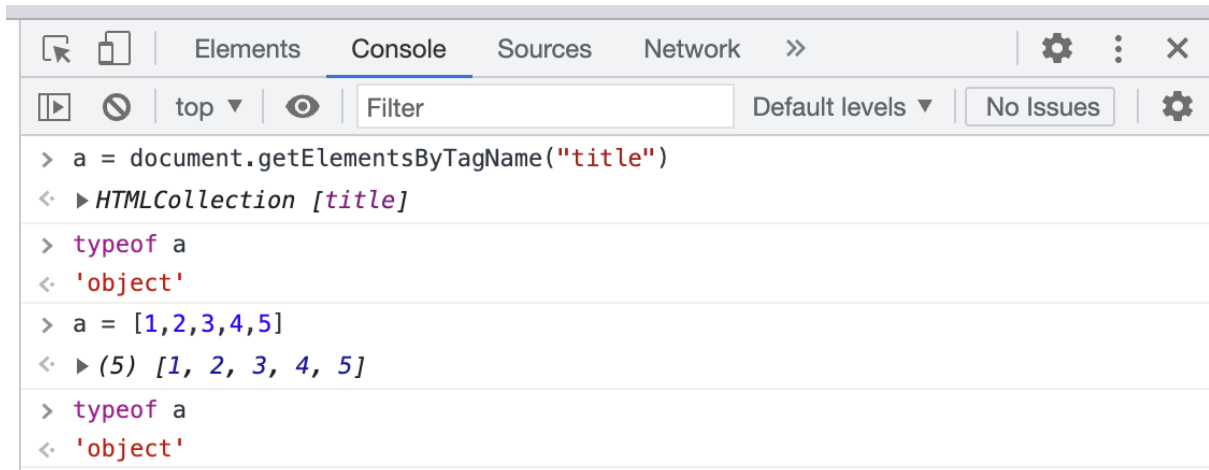 Elements Console Sources Network »
top ▼ Filter Default levels ▼ No Issues
> a = document.getElementsByTagName("title")
<· ▶ HTMLCollection [title]
> typeof a
<· 'object'
> a = [1,2,3,4,5]
<· ▶ (5) [1, 2, 3, 4, 5]
> typeof a
<· 'object'